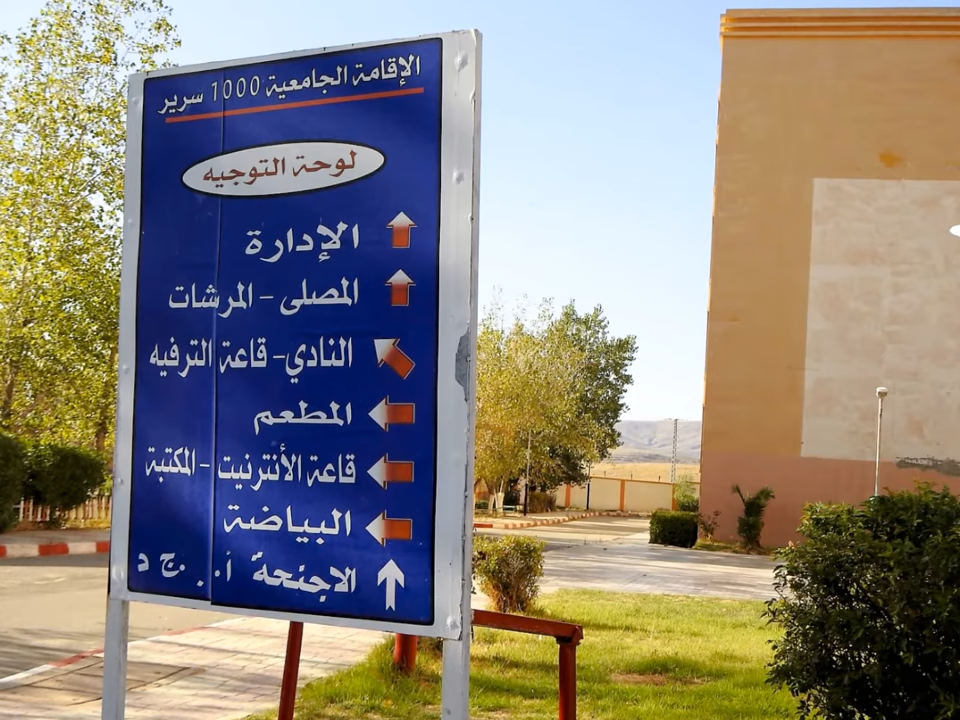 الإقامة الجامعية 1000 سرير
لوحة التوجيه
الإدارة
المصلى - المرشات
النادي - قاعة الترفيه
المطعم
قاعة الأنترنيت - المكتبة
البياضة
الاجنحة أ. .ج د